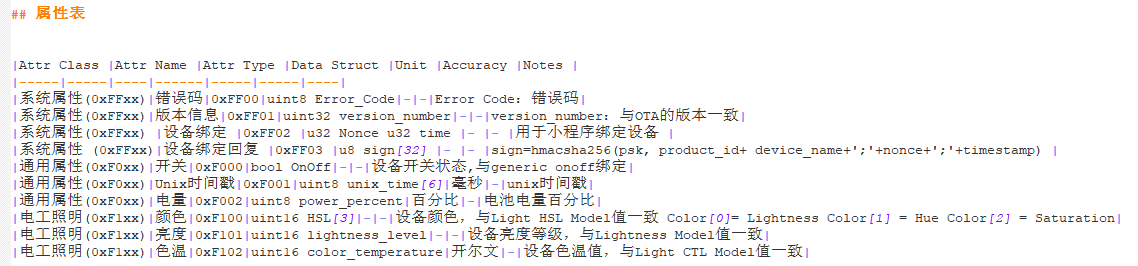 ## 属性表
|Attr Class |Attr Name |Attr Type |Data Struct |Unit |Accuracy |Notes |
|-----|-----|----|------|-----|-----|----|
|系统属性(0xFFxx)|错误码|0xFF00|uint8 Error_Code|-|-|Error Code：错误码|
|系统属性(0xFFxx)|版本信息|0xFF01|uint32 version_number|-|-|version_number：与OTA的版本一致|
|系统属性(0xFFxx) |设备绑定 |0xFF02 |u32 Nonce u32 time |- |- |用于小程序绑定设备 |
|系统属性 (0xFFxx)|设备绑定回复 |0xFF03 |u8 sign[32] |- |- |sign=hmacsha256(psk, product_id+ device_name+';'+nonce+';'+timestamp) |
|通用属性(0xF0xx)|开关|0xF000|bool OnOff|-|-|设备开关状态,与generic onoff绑定|
|通用属性(0xF0xx)|Unix时间戳|0xF001|uint8 unix_time[6]|毫秒|-|unix时间戳|
|通用属性(0xF0xx)|电量|0xF002|uint8 power_percent|百分比|-|电池电量百分比|
|电工照明(0xF1xx)|颜色|0xF100|uint16 HSL[3]|-|-|设备颜色，与Light HSL Model值一致 Color[0]= Lightness Color[1] = Hue Color[2] = Saturation|
|电工照明(0xF1xx)|亮度|0xF101|uint16 lightness_level|-|-|设备亮度等级，与Lightness Model值一致|
|电工照明(0xF1xx)|色温|0xF102|uint16 color_temperature|开尔文|-|设备色温值，与Light CTL Model值一致|